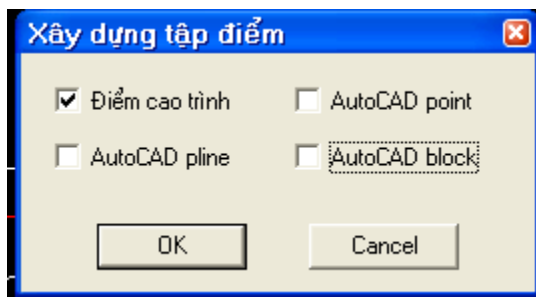 Xây dựng tập điểm
Điểm cao trình AutoCAD point
AutoCAD pline AutoCAD block
OK Cancel